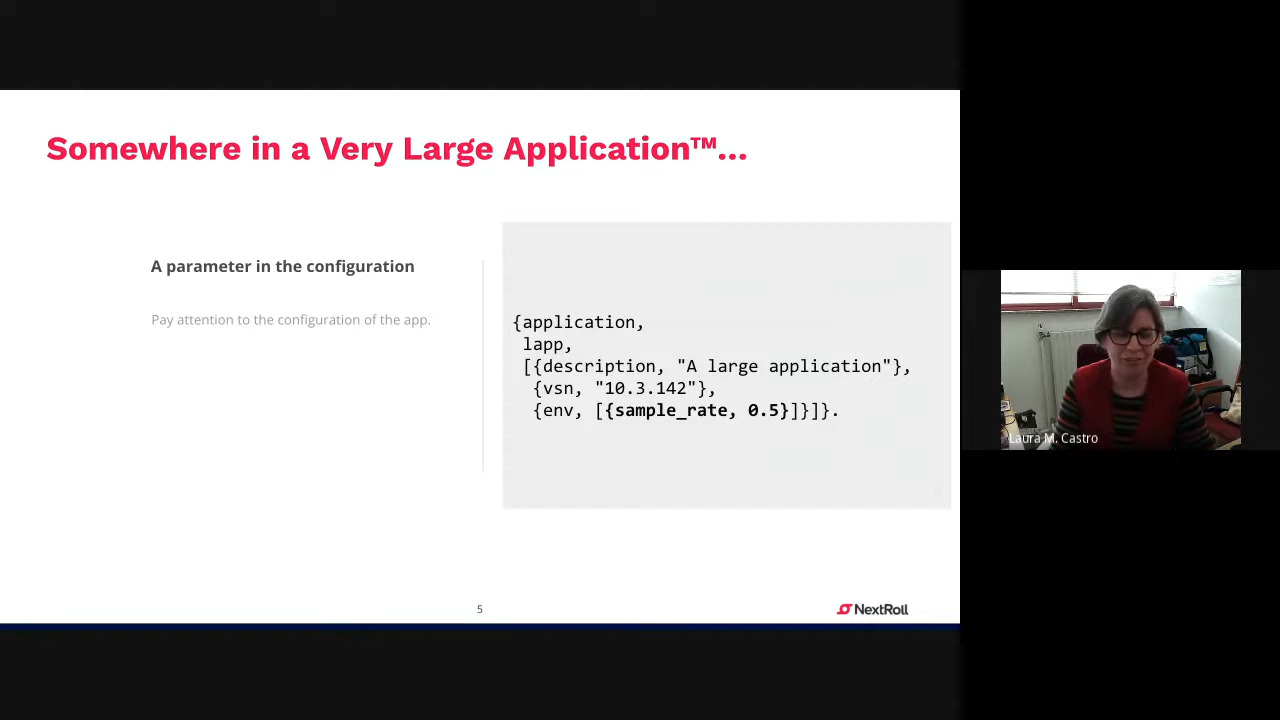 Somewhere in a Very Large Application™...
A parameter in the configuration
Pay attention to the configuration of the app.
{application,
lapp,
[{description, "A large application"},
{vsn, "10.3.142"},
{env, [{sample_rate, 0.5}]}]}.
5
NextRoll
Laura M. Castro